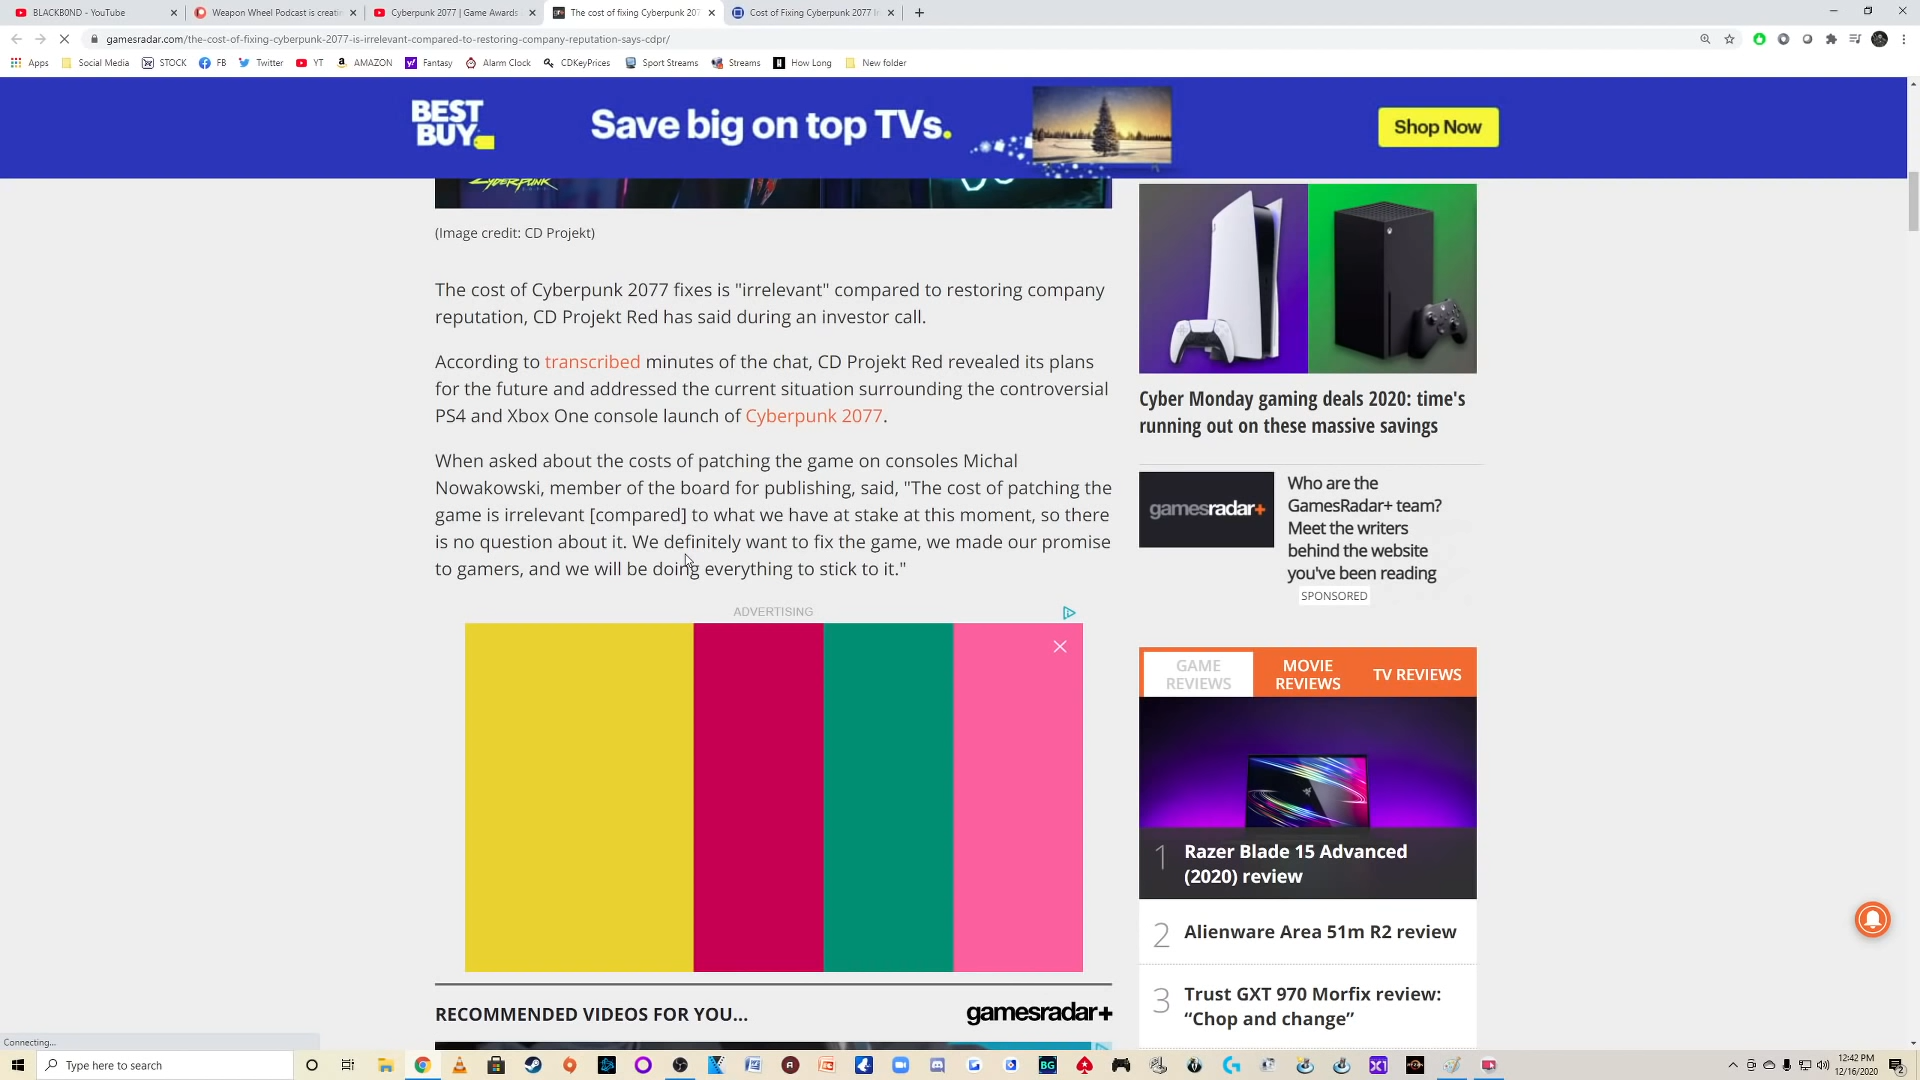 BLACKB0ND - YouTube
Weapon Wheel Podcast is creati
Cyberpunk 2077 | Game Awards
The cost of fixing Cyberpunk 207
Cost of Fixing Cyberpunk 2077 I
gamesradar.com/the-cost-of-fixing-cyberpunk-2077-is-irrelevant-compared-to-restoring-company-reputation-says-cdpr/
Apps
Social Media
STOCK
FB
Twitter
YT
AMAZON
Fantasy
Alarm Clock
CDKeyPrices
Sport Streams
Streams
How Long
New folder
BEST
BUY
Save big on top TVs.
Shop Now
CYBERPUNK
(Image credit: CD Projekt)
The cost of Cyberpunk 2077 fixes is "irrelevant" compared to restoring company
reputation, CD Projekt Red has said during an investor call.
According to transcribed minutes of the chat, CD Projekt Red revealed its plans
for the future and addressed the current situation surrounding the controversial
PS4 and Xbox One console launch of Cyberpunk 2077.
When asked about the costs of patching the game on consoles Michal
Nowakowski, member of the board for publishing, said, "The cost of patching the
game is irrelevant [compared] to what we have at stake at this moment, so there
is no question about it. We definitely want to fix the game, we made our promise
to gamers, and we will be doing everything to stick to it."
ADVERTISING
RECOMMENDED VIDEOS FOR YOU...
gamesradar+
Cyber Monday gaming deals 2020: time's
running out on these massive savings
gamesradar+
Who are the
GamesRadar+ team?
Meet the writers
behind the website
you've been reading
SPONSORED
GAME
REVIEWS
MOVIE
REVIEWS
TV REVIEWS
1
Razer Blade 15 Advanced
(2020) review
2
Alienware Area 51m R2 review
3
Trust GXT 970 Morfix review:
“Chop and change”
Connecting...
Type here to search
BG
12:42 PM
12/16/2020
2